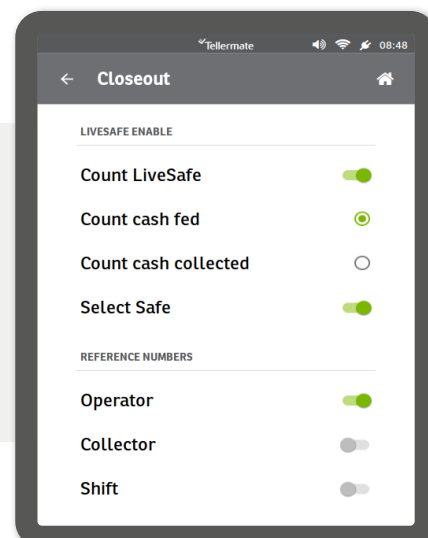 Tellermate
08:48
Closeout
LIVESAFE ENABLE
Count LiveSafe
Count cash fed
Count cash collected
Select Safe
REFERENCE NUMBERS
Operator
Collector
Shift